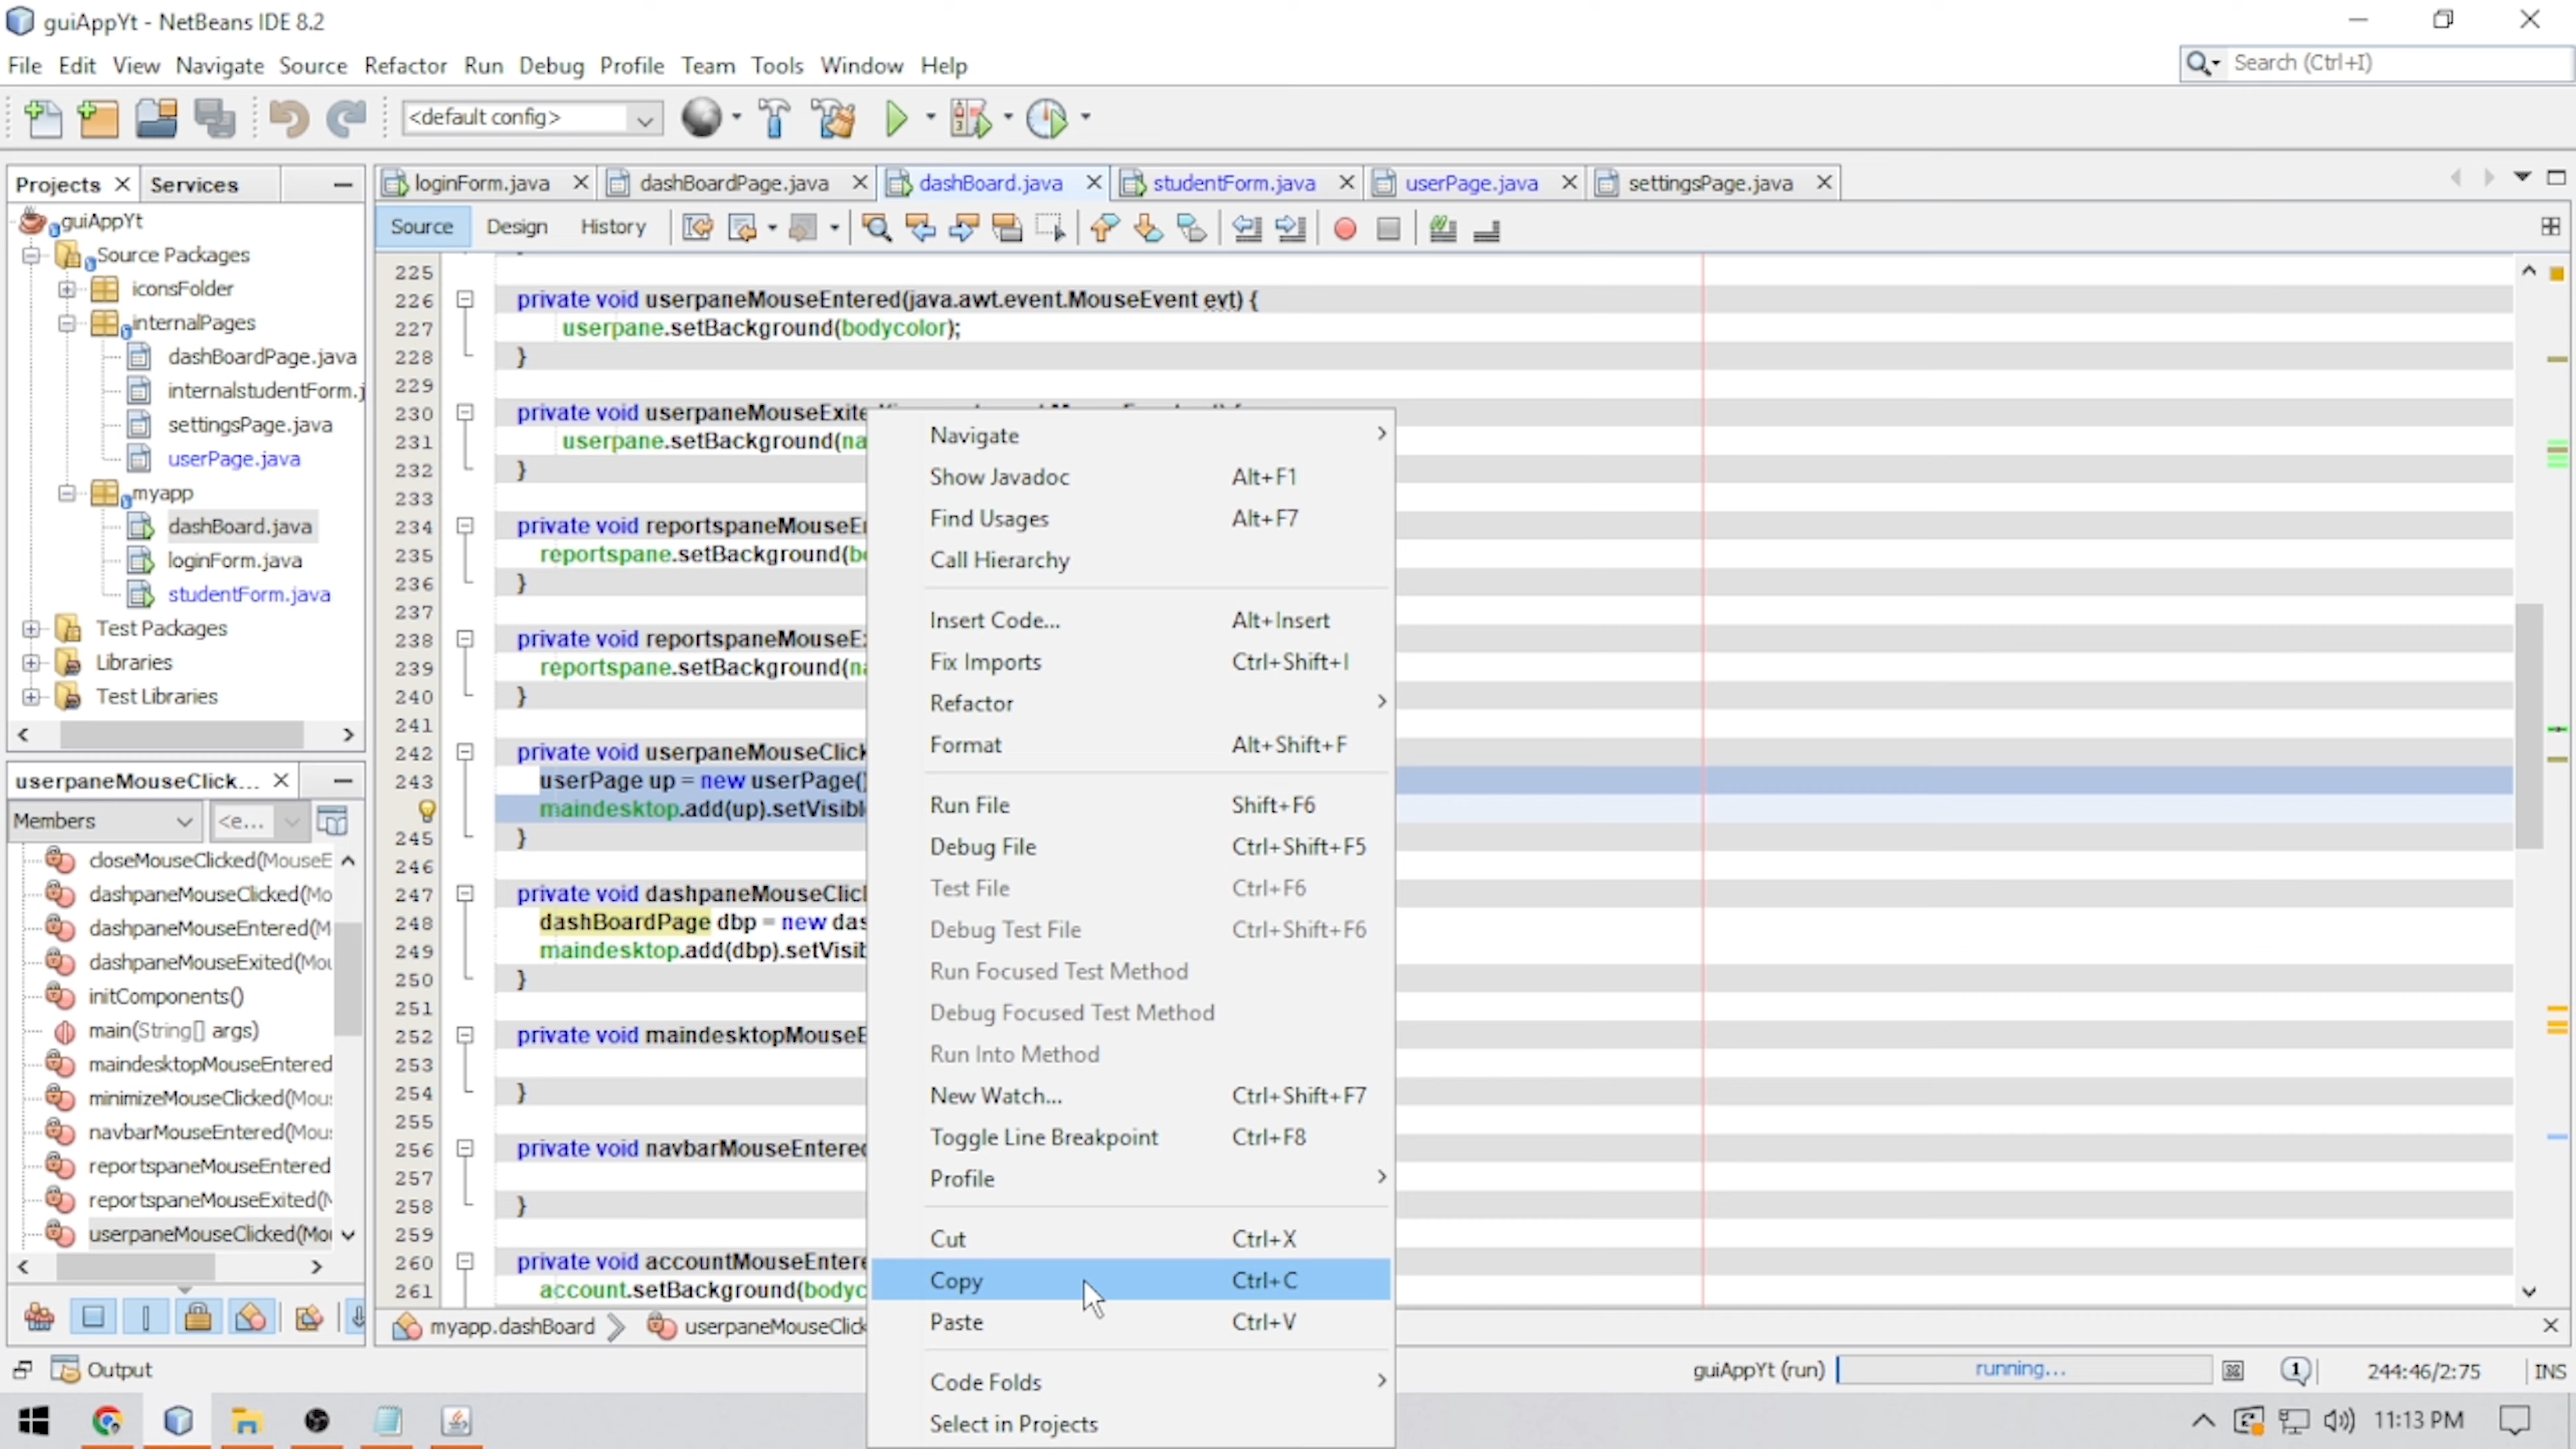 guiAppYt - NetBeans IDE 8.2
File Edit View Navigate Source Refactor Run Debug Profile Team Tools Window Help
Search (Ctrl+I)
<default config>
Projects Services
loginForm.java dashBoardPage.java dashBoard.java studentForm.java userPage.java settingsPage.java
Source Design History
guiAppYt
Source Packages
iconsFolder
internalPages
dashBoardPage.java
internalstudentForm.j
settingsPage.java
userPage.java
myapp
dashBoard.java
loginForm.java
studentForm.java
Test Packages
Libraries
Test Libraries
userpaneMouseClick...
Members <e...
closeMouseClicked(MouseE
dashpaneMouseClicked(Mo
dashpaneMouseEntered(M
dashpaneMouseExited(Mou
initComponents()
main(String[] args)
maindesktopMouseEntered
minimizeMouseClicked(Mou
navbarMouseEntered(Mou
reportspaneMouseEntered
reportspaneMouseExited(M
userpaneMouseClicked(Mou
225
226 private void userpaneMouseEntered(java.awt.event.MouseEvent evt) {
227 userpane.setBackground(bodycolor);
228 }
229
230 private void userpaneMouseExite
231 userpane.setBackground(na
232 }
233
234 private void reportspaneMouseE
235 reportspane.setBackground(b
236 }
237
238 private void reportspaneMouseE
239 reportspane.setBackground(na
240 }
241
242 private void userpaneMouseClick
243 userPage up = new userPage()
maindesktop.add(up).setVisibl
245 }
246
247 private void dashpaneMouseClic
248 dashBoardPage dbp = new das
249 maindesktop.add(dbp).setVisib
250 }
251
252 private void maindesktopMouseE
253
254 }
255
256 private void navbarMouseEntered
257
258 }
259
260 private void accountMouseEntere
261 account.setBackground(bodyc
Navigate
Show Javadoc Alt+F1
Find Usages Alt+F7
Call Hierarchy
Insert Code... Alt+Insert
Fix Imports Ctrl+Shift+I
Refactor
Format Alt+Shift+F
Run File Shift+F6
Debug File Ctrl+Shift+F5
Test File Ctrl+F6
Debug Test File Ctrl+Shift+F6
Run Focused Test Method
Debug Focused Test Method
Run Into Method
New Watch... Ctrl+Shift+F7
Toggle Line Breakpoint Ctrl+F8
Profile
Cut Ctrl+X
Copy Ctrl+C
Paste Ctrl+V
Code Folds
Select in Projects
myapp.dashBoard userpaneMouseClick
Output
guiAppYt (run) running... 1 244:46/2:75 INS
11:13 PM